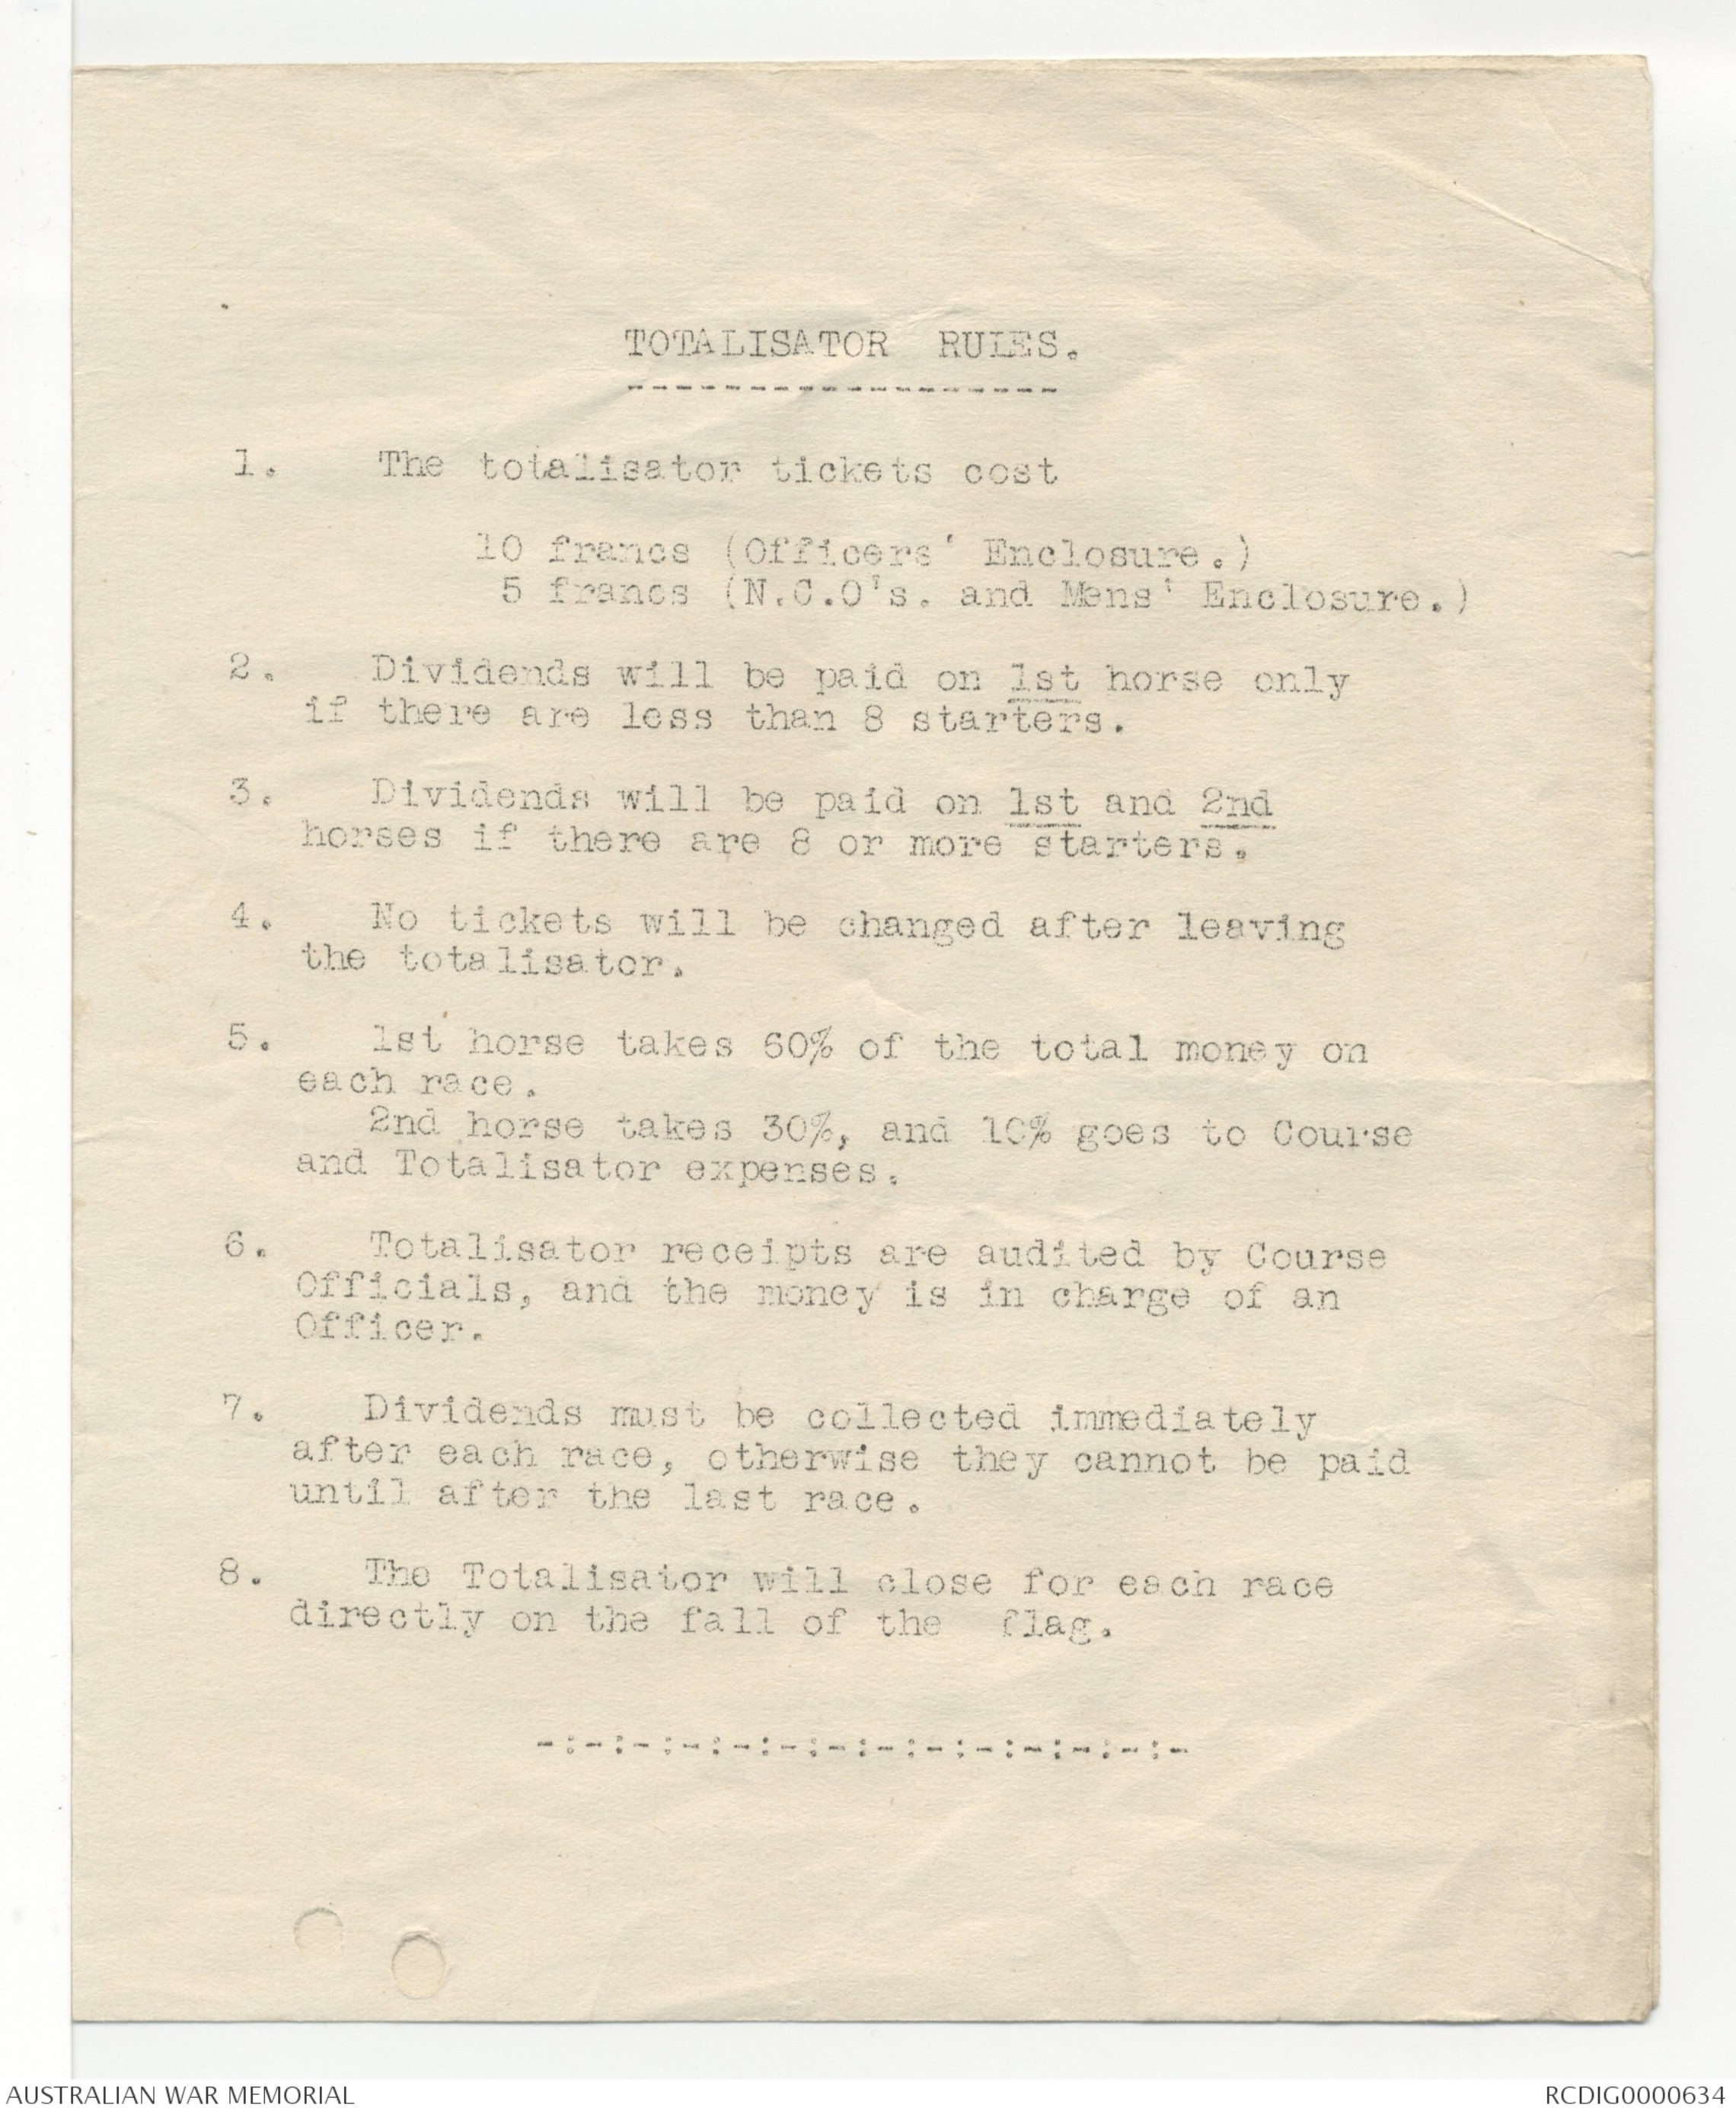 TOTALISATOR RULES.
------------------
1. The totalisator tickets cost
10 francs (Officers' Enclosure.)
5 francs (N.C.O's. and Mens' Enclosure.)
2. Dividends will be paid on 1st horse only
if there are less than 8 starters.
3. Dividends will be paid on 1st and 2nd
horses if there are 8 or more starters.
4. No tickets will be changed after leaving
the totalisator.
5. 1st horse takes 60% of the total money on
each race.
2nd horse takes 30%, and 10% goes to Course
and Totalisator expenses.
6. Totalisator receipts are audited by Course
Officials, and the money is in charge of an
Officer.
7. Dividends must be collected immediately
after each race, otherwise they cannot be paid
until after the last race.
8. The Totalisator will close for each race
directly on the fall of the flag.
-:-:-:-:-:-:-:-:-:-:-:-:-:-
AUSTRALIAN WAR MEMORIAL
RCDIG0000634